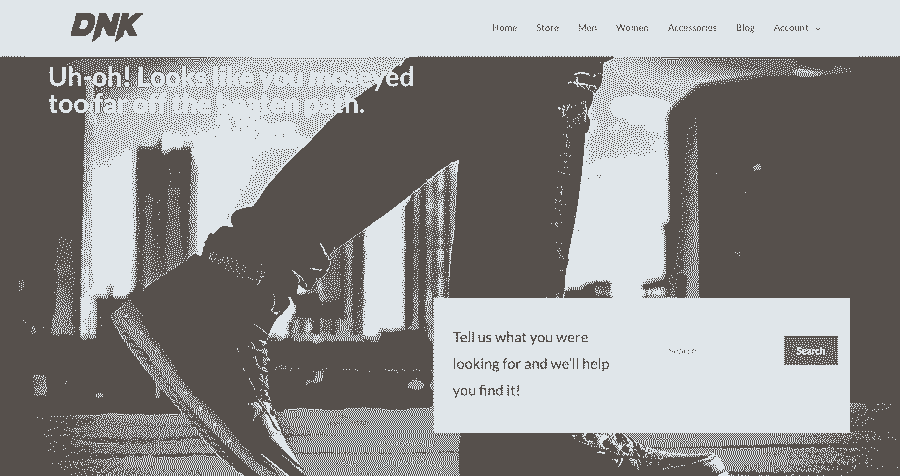 DNK
Home Store Men Women Accessories Blog Account
Uh-oh! Looks like you moseyed
too far off the beaten path.
Tell us what you were
looking for and we'll help
you find it!
Search
Search